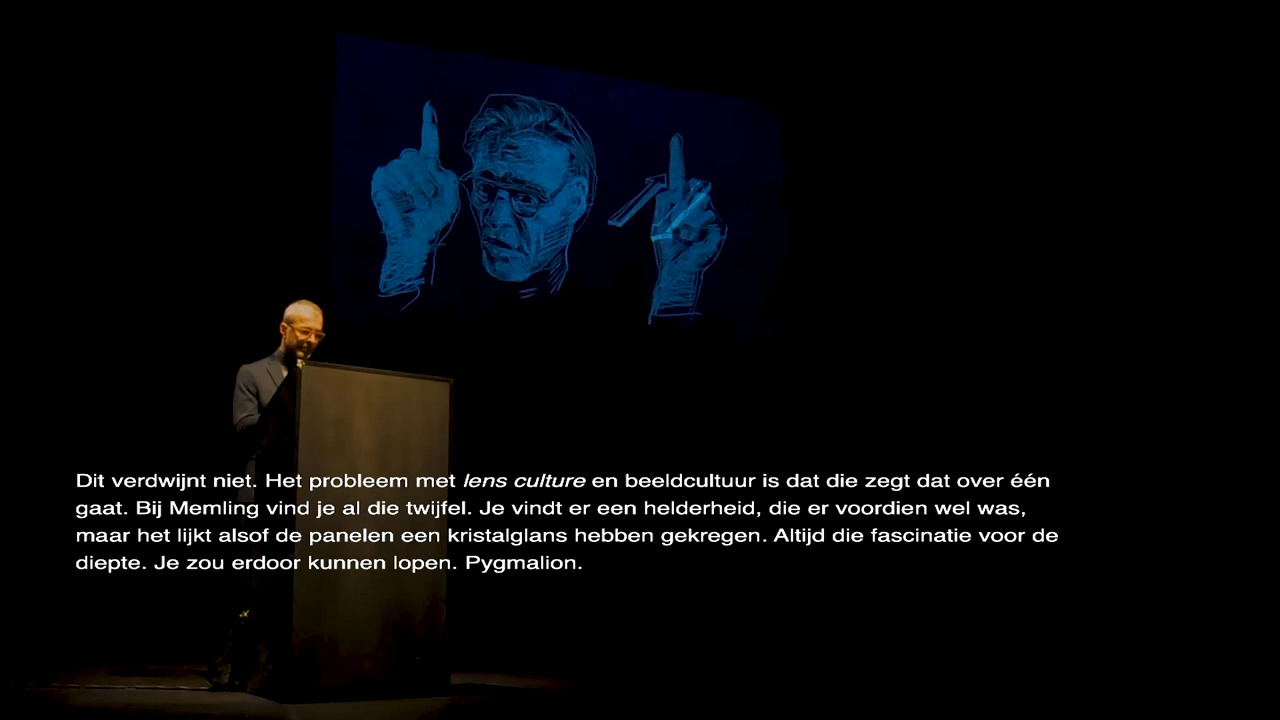 Dit verdwijnt niet. Het probleem met lens culture en beeldcultuur is dat die zegt dat over één
gaat. Bij Memling vind je al die twijfel. Je vindt er een helderheid, die er voordien wel was,
maar het lijkt alsof de panelen een kristalglans hebben gekregen. Altijd die fascinatie voor de
diepte. Je zou erdoor kunnen lopen. Pygmalion.